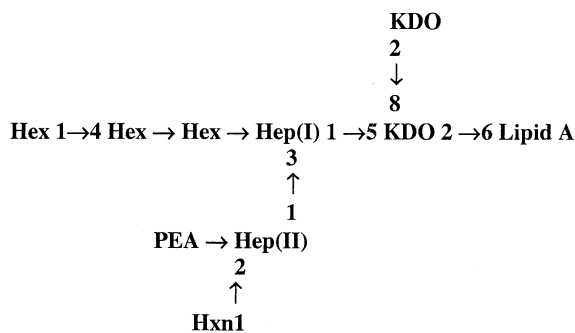 KDO
2
↓
8
Hex 1→4 Hex → Hex → Hep(I) 1 →5 KDO 2 →6 Lipid A
3
↑
1
PEA → Hep(II)
2
↑
Hxn1